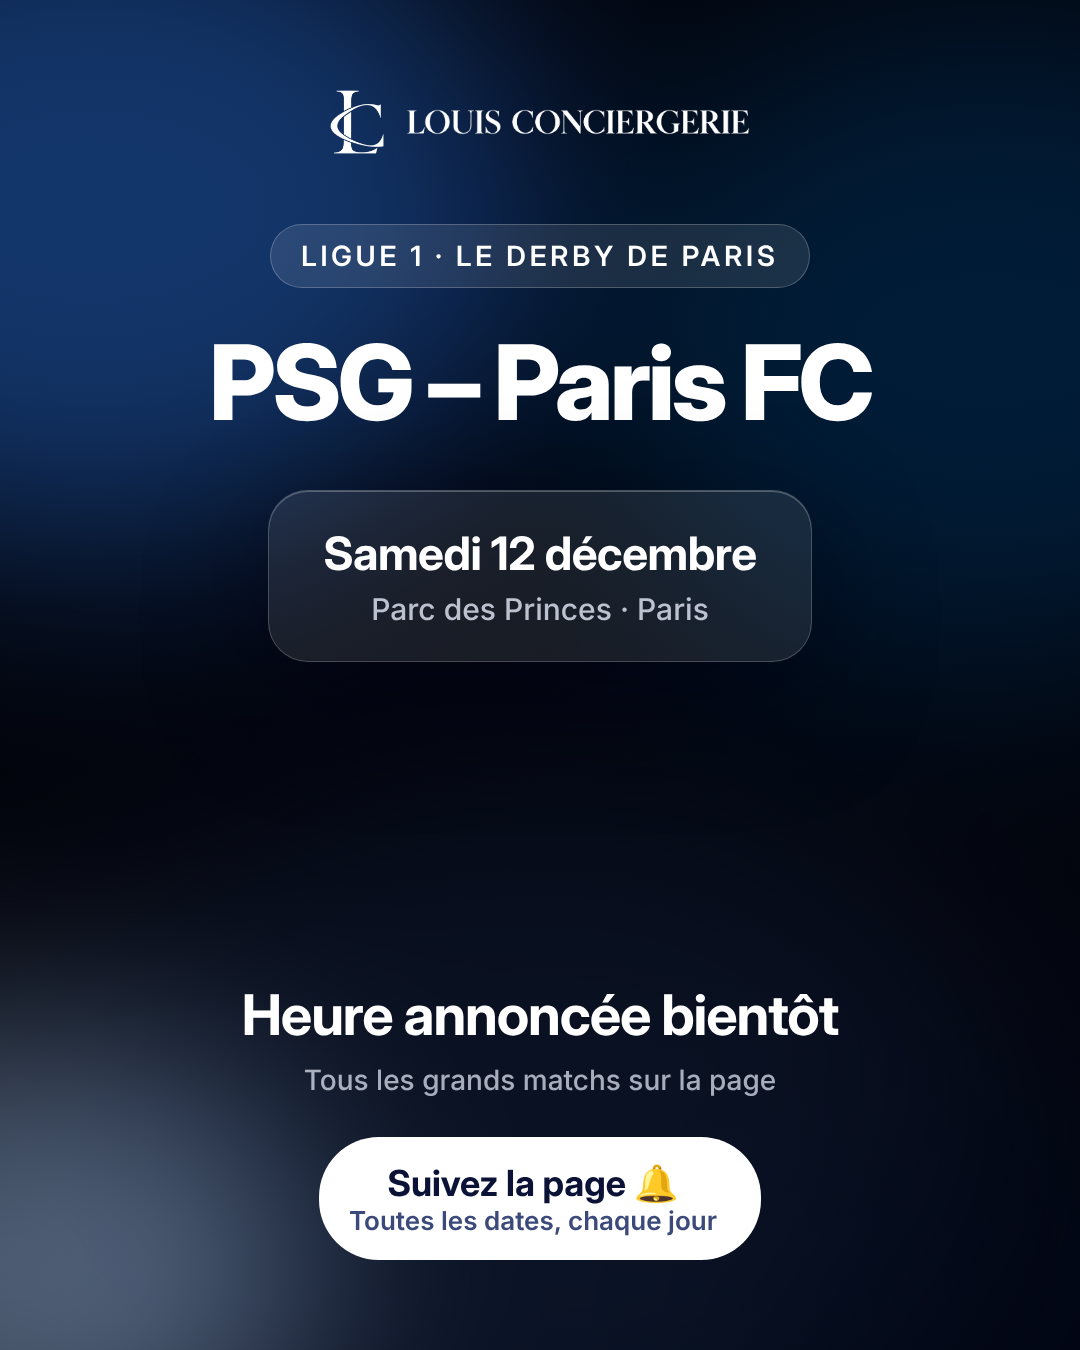 LOUIS CONCIERGERIE
LIGUE 1 · LE DERBY DE PARIS
PSG – Paris FC
Samedi 12 décembre
Parc des Princes · Paris
Heure annoncée bientôt
Tous les grands matchs sur la page
Suivez la page 🔔
Toutes les dates, chaque jour